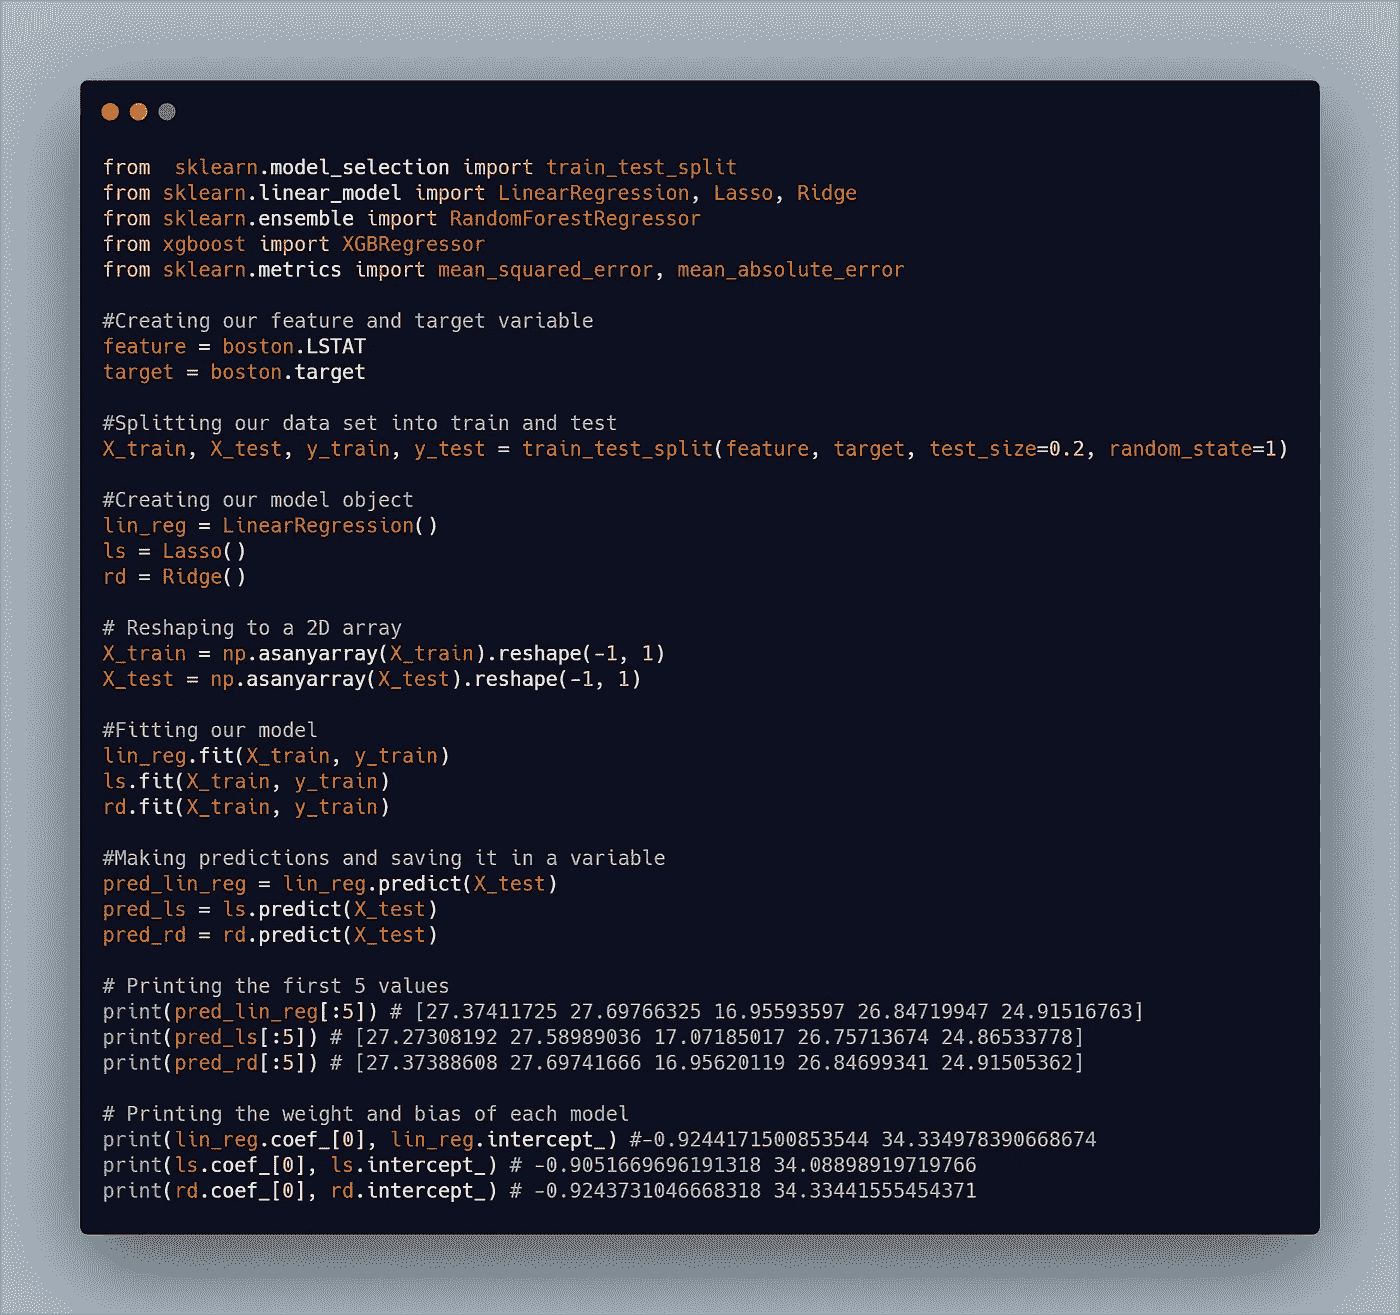 from  sklearn.model_selection import train_test_split
from sklearn.linear_model import LinearRegression, Lasso, Ridge
from sklearn.ensemble import RandomForestRegressor
from xgboost import XGBRegressor
from sklearn.metrics import mean_squared_error, mean_absolute_error
#Creating our feature and target variable
feature = boston.LSTAT
target = boston.target
#Splitting our data set into train and test
X_train, X_test, y_train, y_test = train_test_split(feature, target, test_size=0.2, random_state=1)
#Creating our model object
lin_reg = LinearRegression()
ls = Lasso()
rd = Ridge()
# Reshaping to a 2D array
X_train = np.asanyarray(X_train).reshape(-1, 1)
X_test = np.asanyarray(X_test).reshape(-1, 1)
#Fitting our model
lin_reg.fit(X_train, y_train)
ls.fit(X_train, y_train)
rd.fit(X_train, y_train)
#Making predictions and saving it in a variable
pred_lin_reg = lin_reg.predict(X_test)
pred_ls = ls.predict(X_test)
pred_rd = rd.predict(X_test)
# Printing the first 5 values
print(pred_lin_reg[:5]) # [27.37411725 27.69766325 16.95593597 26.84719947 24.91516763]
print(pred_ls[:5]) # [27.27308192 27.58989036 17.07185017 26.75713674 24.86533778]
print(pred_rd[:5]) # [27.37388608 27.69741666 16.95620119 26.84699341 24.91505362]
# Printing the weight and bias of each model
print(lin_reg.coef_[0], lin_reg.intercept_) #-0.9244171500853544 34.334978390668674
print(ls.coef_[0], ls.intercept_) # -0.9051669696191318 34.08898919719766
print(rd.coef_[0], rd.intercept_) # -0.9243731046668318 34.33441555454371